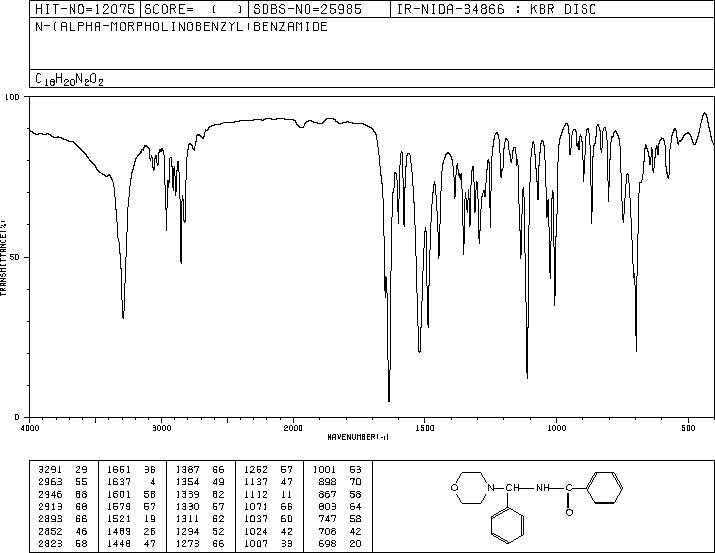 HIT-NO=12075 SCORE= ( ) SDBS-NO=25985 IR-NIDA-34866 : KBR DISC
N-(ALPHA-MORPHOLINOBENZYL)BENZAMIDE
C18H20N2O2
100
50
0
TRANSMITTANCE(%)
4000 3000 2000 1500 1000 500
WAVENUMBER(-1)
3291 29 1651 36 1387 66 1252 57 1001 53
2963 55 1637 4 1354 49 1137 47 898 70
2946 68 1601 58 1339 62 1112 11 867 58
2913 68 1579 57 1330 57 1071 66 803 64
2893 66 1521 19 1311 62 1037 60 747 58
2852 46 1489 26 1294 52 1024 42 708 42
2823 60 1448 47 1273 66 1007 33 698 20
O N CH NH C
O